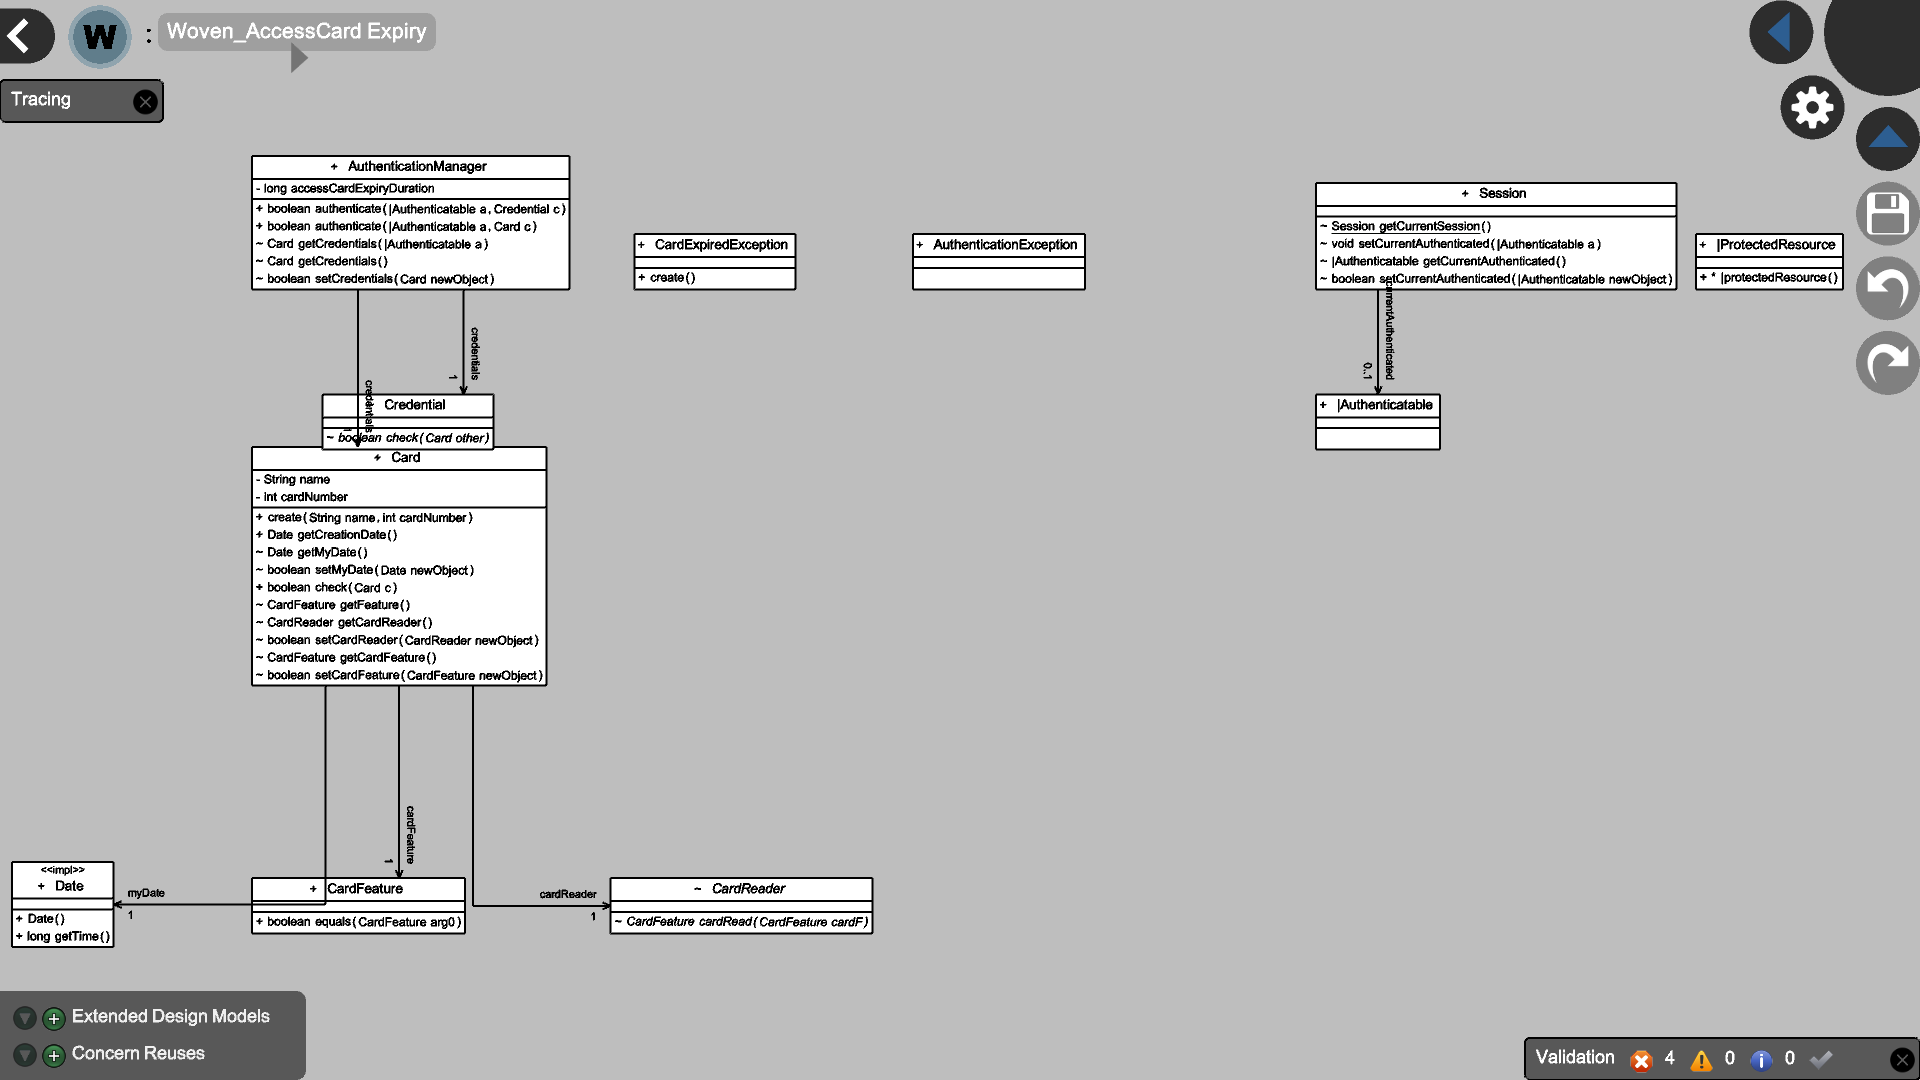 W : Woven_AccessCard Expiry
Tracing
+ AuthenticationManager
- long accessCardExpiryDuration
+ boolean authenticate(|Authenticatable a, Credential c)
+ boolean authenticate(|Authenticatable a, Card c)
~ Card getCredentials(|Authenticatable a)
~ Card getCredentials()
~ boolean setCredentials(Card newObject)
+ CardExpiredException
+ create()
+ AuthenticationException
+ Session
~ Session getCurrentSession()
~ void setCurrentAuthenticated(|Authenticatable a)
~ |Authenticatable getCurrentAuthenticated()
~ boolean setCurrentAuthenticated(|Authenticatable newObject)
+ |ProtectedResource
+ * |protectedResource()
credentials
1
credentials
currentAuthenticated
0..1
Credential
~ boolean check(Card other)
+ |Authenticatable
+ Card
- String name
- int cardNumber
+ create(String name, int cardNumber)
+ Date getCreationDate()
~ Date getMyDate()
~ boolean setMyDate(Date newObject)
+ boolean check(Card c)
~ CardFeature getFeature()
~ CardReader getCardReader()
~ boolean setCardReader(CardReader newObject)
~ CardFeature getCardFeature()
~ boolean setCardFeature(CardFeature newObject)
cardFeature
1
<<impl>>
+ Date
+ Date()
+ long getTime()
myDate
1
+ CardFeature
+ boolean equals(CardFeature arg0)
cardReader
1
~ CardReader
~ CardFeature cardRead(CardFeature cardF)
Extended Design Models
Concern Reuses
Validation 4 0 0